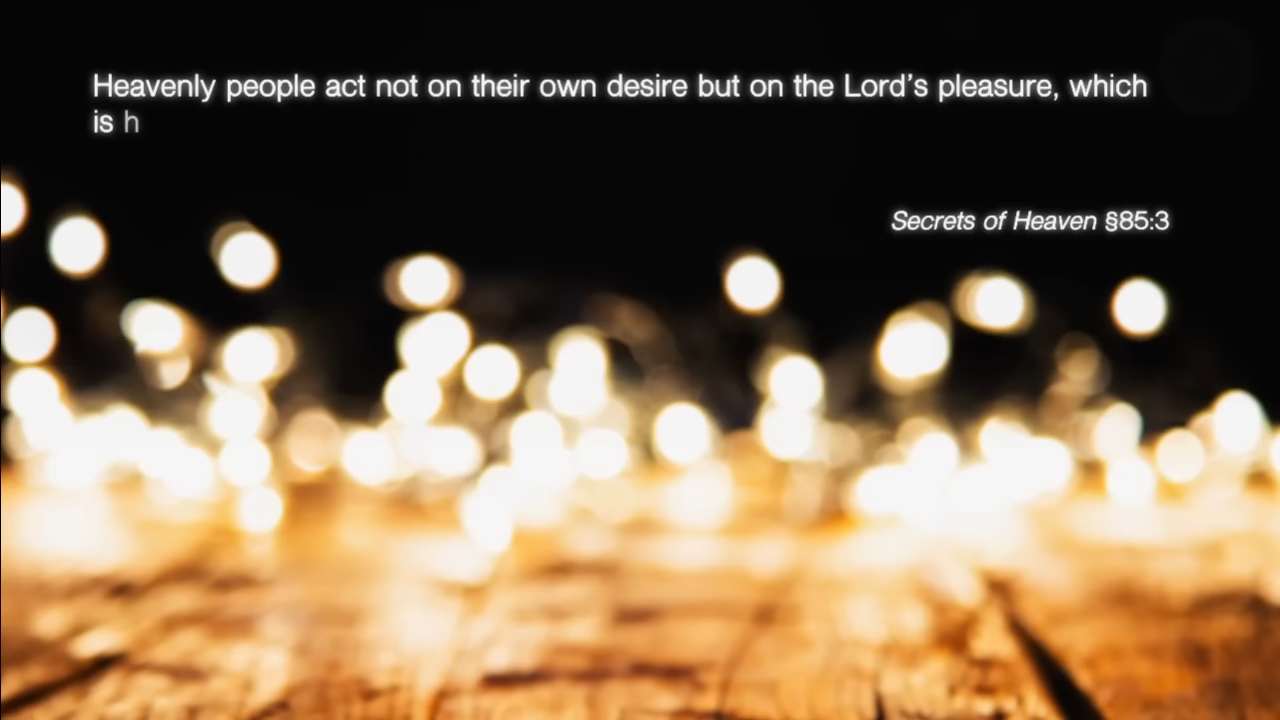 Heavenly people act not on their own desire but on the Lord’s pleasure, which
is h
Secrets of Heaven §85:3